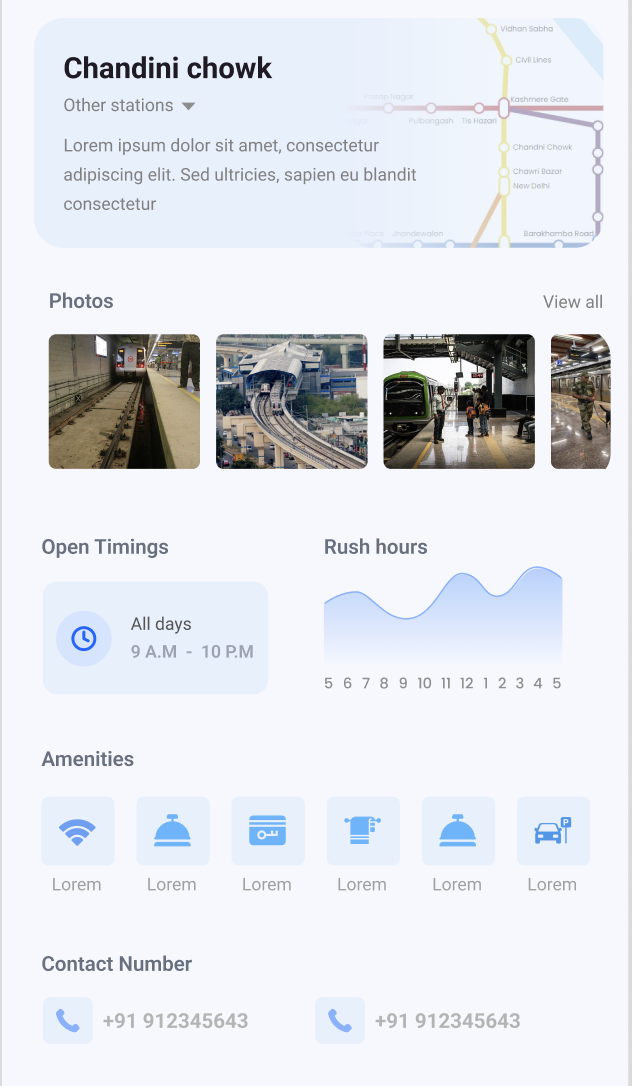 Chandini chowk
Other stations
Lorem ipsum dolor sit amet, consectetur
adipiscing elit. Sed ultricies, sapien eu blandit
consectetur
Vidhan Sabha
Civil Lines
Kashmere Gate
Pulbangash
Tis Hazari
Chandni Chowk
Chawri Bazar
New Delhi
Jhandewalan
Barakhamba Road
Photos
View all
Open Timings
Rush hours
All days
9 A.M - 10 P.M
5 6 7 8 9 10 11 12 1 2 3 4 5
Amenities
P
Lorem Lorem Lorem Lorem Lorem Lorem
Contact Number
+91 912345643
+91 912345643